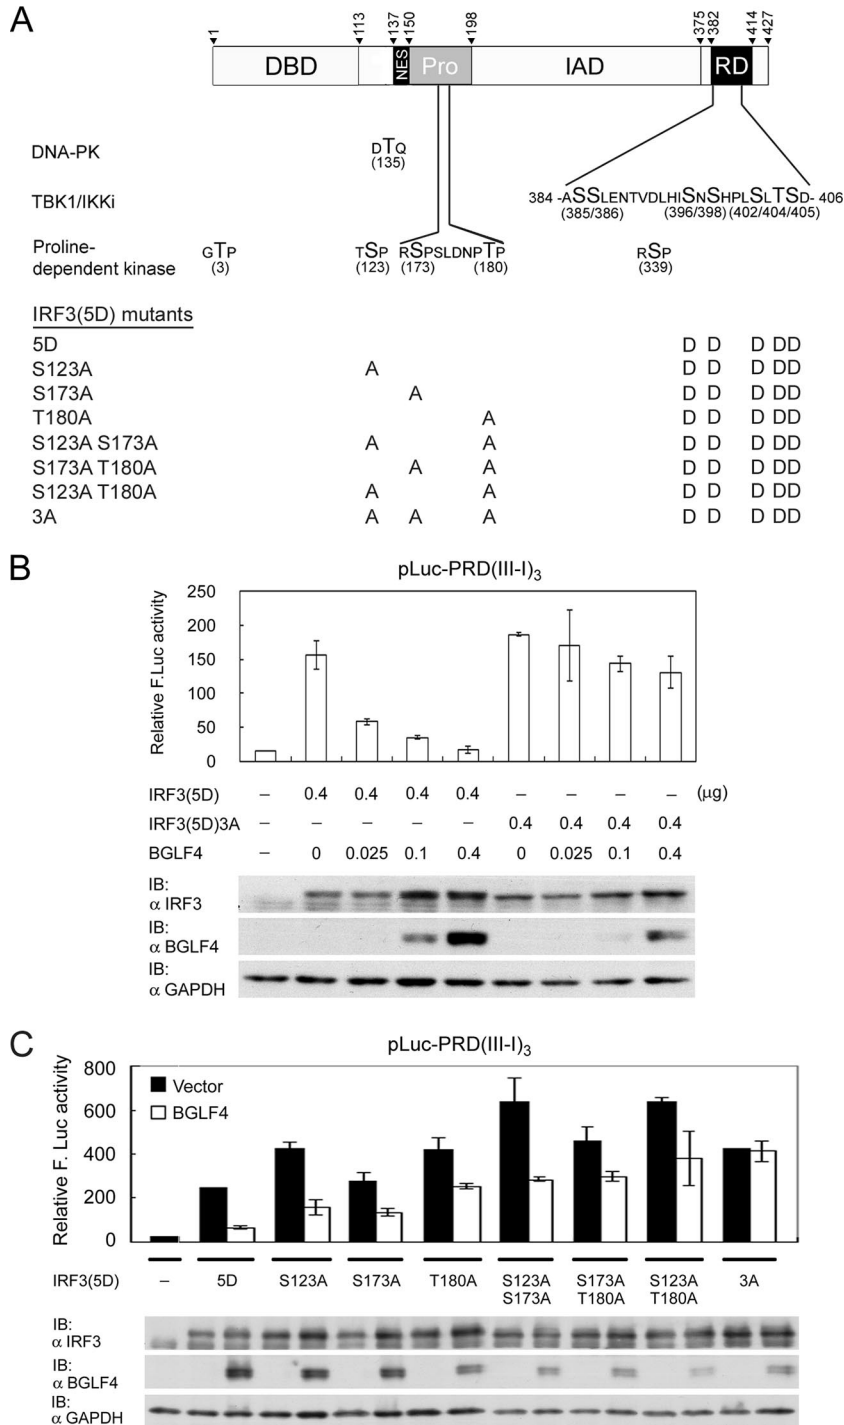 A
1 113 137 150 198 375 382 414 427
DBD NES Pro IAD RD
DNA-PK DTQ
(135)
TBK1/IKKi 384 -ASSLENTVDLHISNSHPLSLTSD- 406
(385/386) (396/398) (402/404/405)
Proline-
dependent kinase
GTP TSP RSPSLDNPTP RSP
(3) (123) (173) (180) (339)
IRF3(5D) mutants
5D D D D DD
S123A A D D D DD
S173A A D D D DD
T180A A D D D DD
S123A S173A A A D D D DD
S173A T180A A A D D D DD
S123A T180A A A D D D DD
3A A A A D D D DD
B
pLuc-PRD(III-I)3
Relative F.Luc activity
250
200
150
100
50
0
IRF3(5D) – 0.4 0.4 0.4 0.4 – – – – (μg)
IRF3(5D)3A – – – – – 0.4 0.4 0.4 0.4
BGLF4 – 0 0.025 0.1 0.4 0 0.025 0.1 0.4
IB:
α IRF3
IB:
α BGLF4
IB:
α GAPDH
C
pLuc-PRD(III-I)3
Relative F. Luc activity
800
600
400
200
0
Vector
BGLF4
IRF3(5D) – 5D S123A S173A T180A S123A S173A S123A 3A
S173A T180A T180A
IB:
α IRF3
IB:
α BGLF4
IB:
α GAPDH